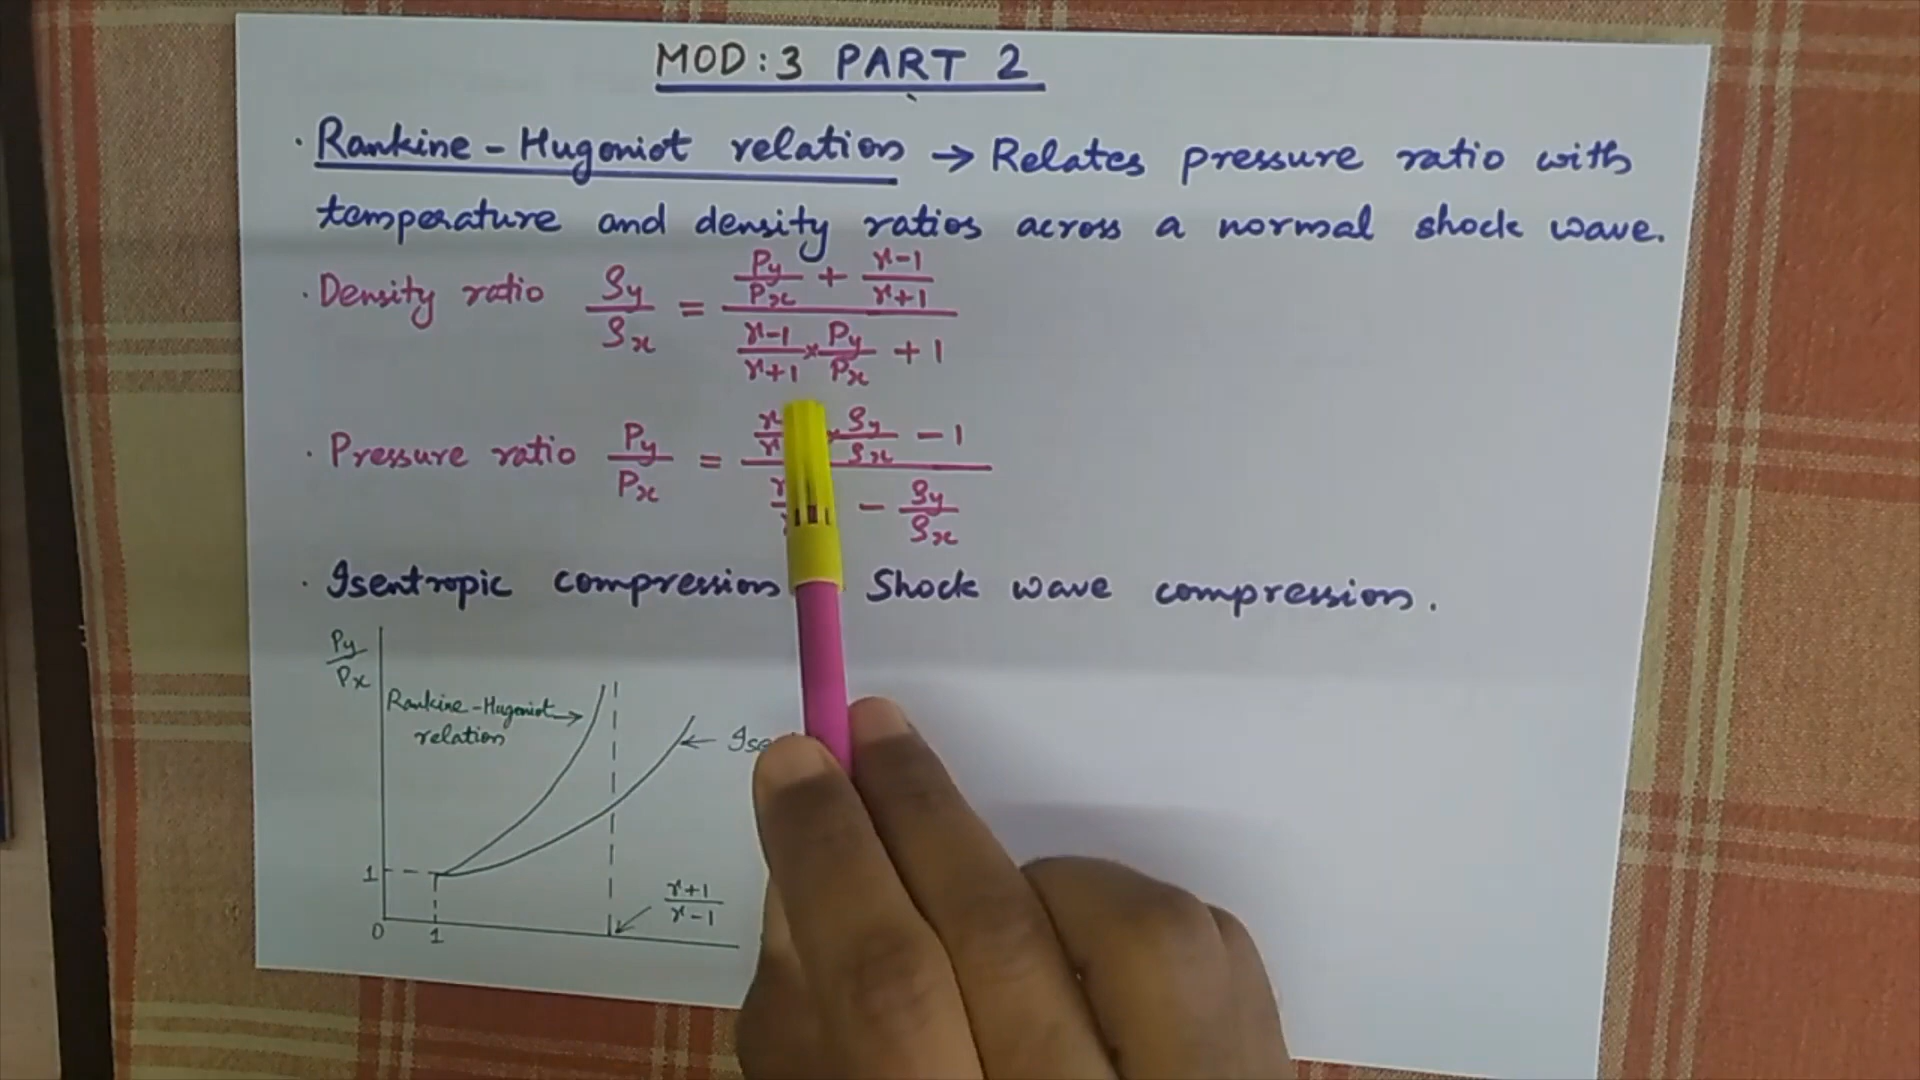 MOD: 3 PART 2
· Rankine - Hugoniot relation → Relates pressure ratio with
temperature and density ratios across a normal shock wave.
· Density ratio ρy/ρx = (Py/Px + (γ-1)/(γ+1)) / ((γ-1)/(γ+1) × Py/Px + 1)
· Pressure ratio Py/Px = ρy/ρx - 1
- ρy/ρx
· Isentropic compression Shock wave compression.
Py/Px
Rankine-Hugoniot →
relation
←
1
0 1
(γ+1)/(γ-1)